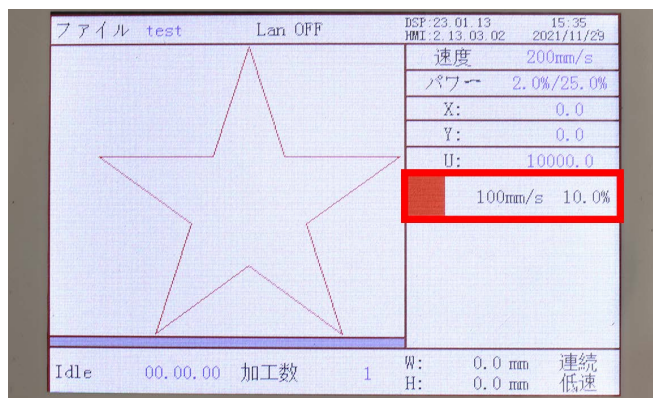 ファイル test Lan OFF DSP:23.01.13 15:35
HMI:2.13.03.02 2021/11/29
速度 200mm/s
パワー 2.0%/25.0%
X: 0.0
Y: 0.0
U: 10000.0
100mm/s 10.0%
Idle 00.00.00 加工数 1
W: 0.0 mm 連続
H: 0.0 mm 低速